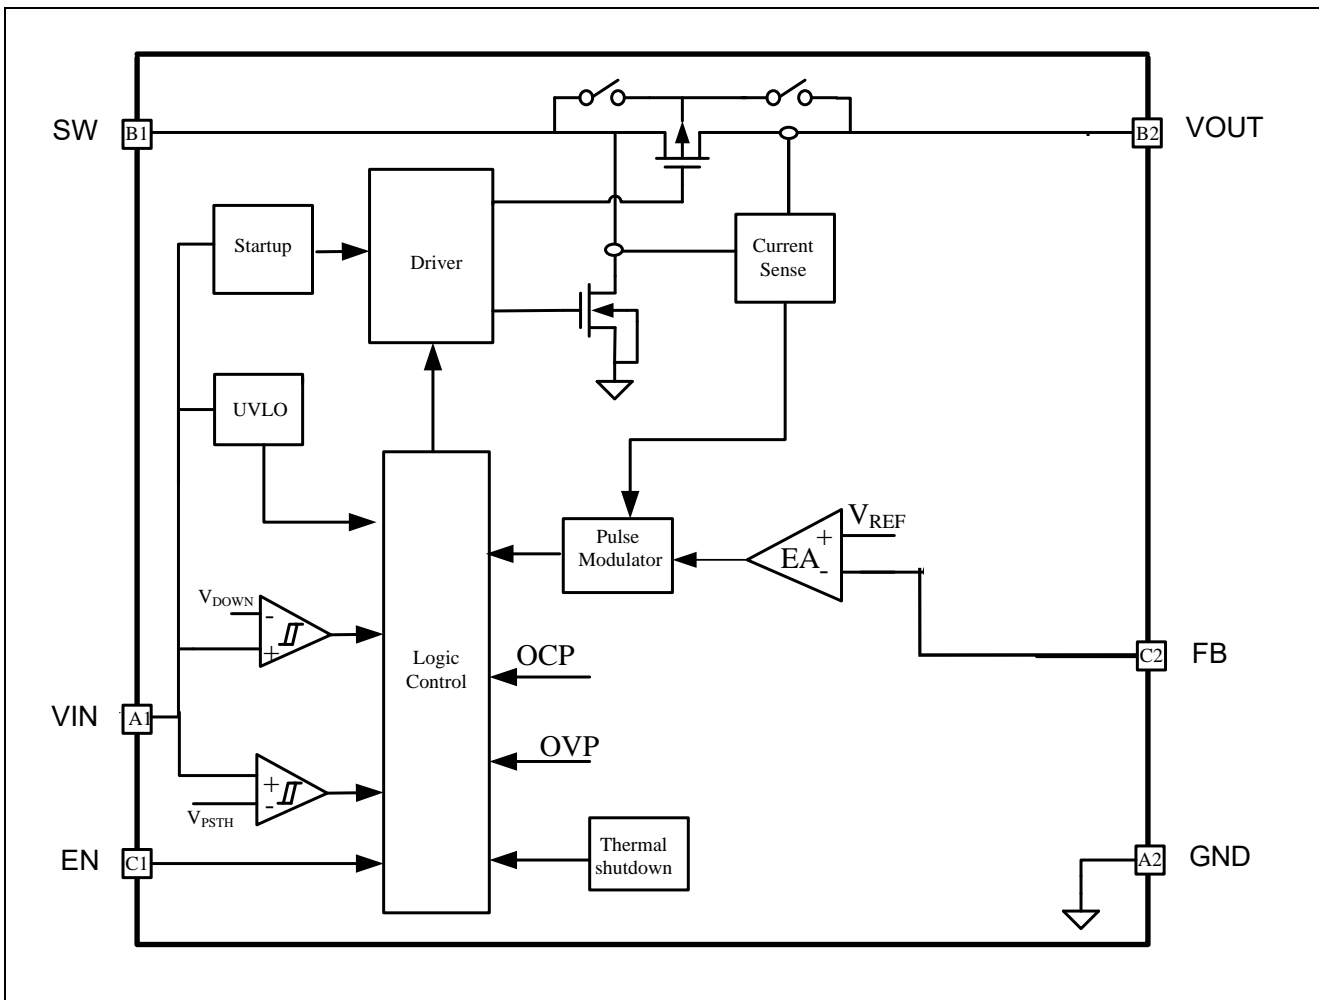 SW
B1
B2
VOUT
Startup
Driver
Current
Sense
UVLO
Pulse
Modulator
V_REF
+
EA
-
V_DOWN
-
+
Logic
Control
OCP
C2
FB
VIN
A1
OVP
+
-
V_PSTH
EN
C1
Thermal
shutdown
A2
GND